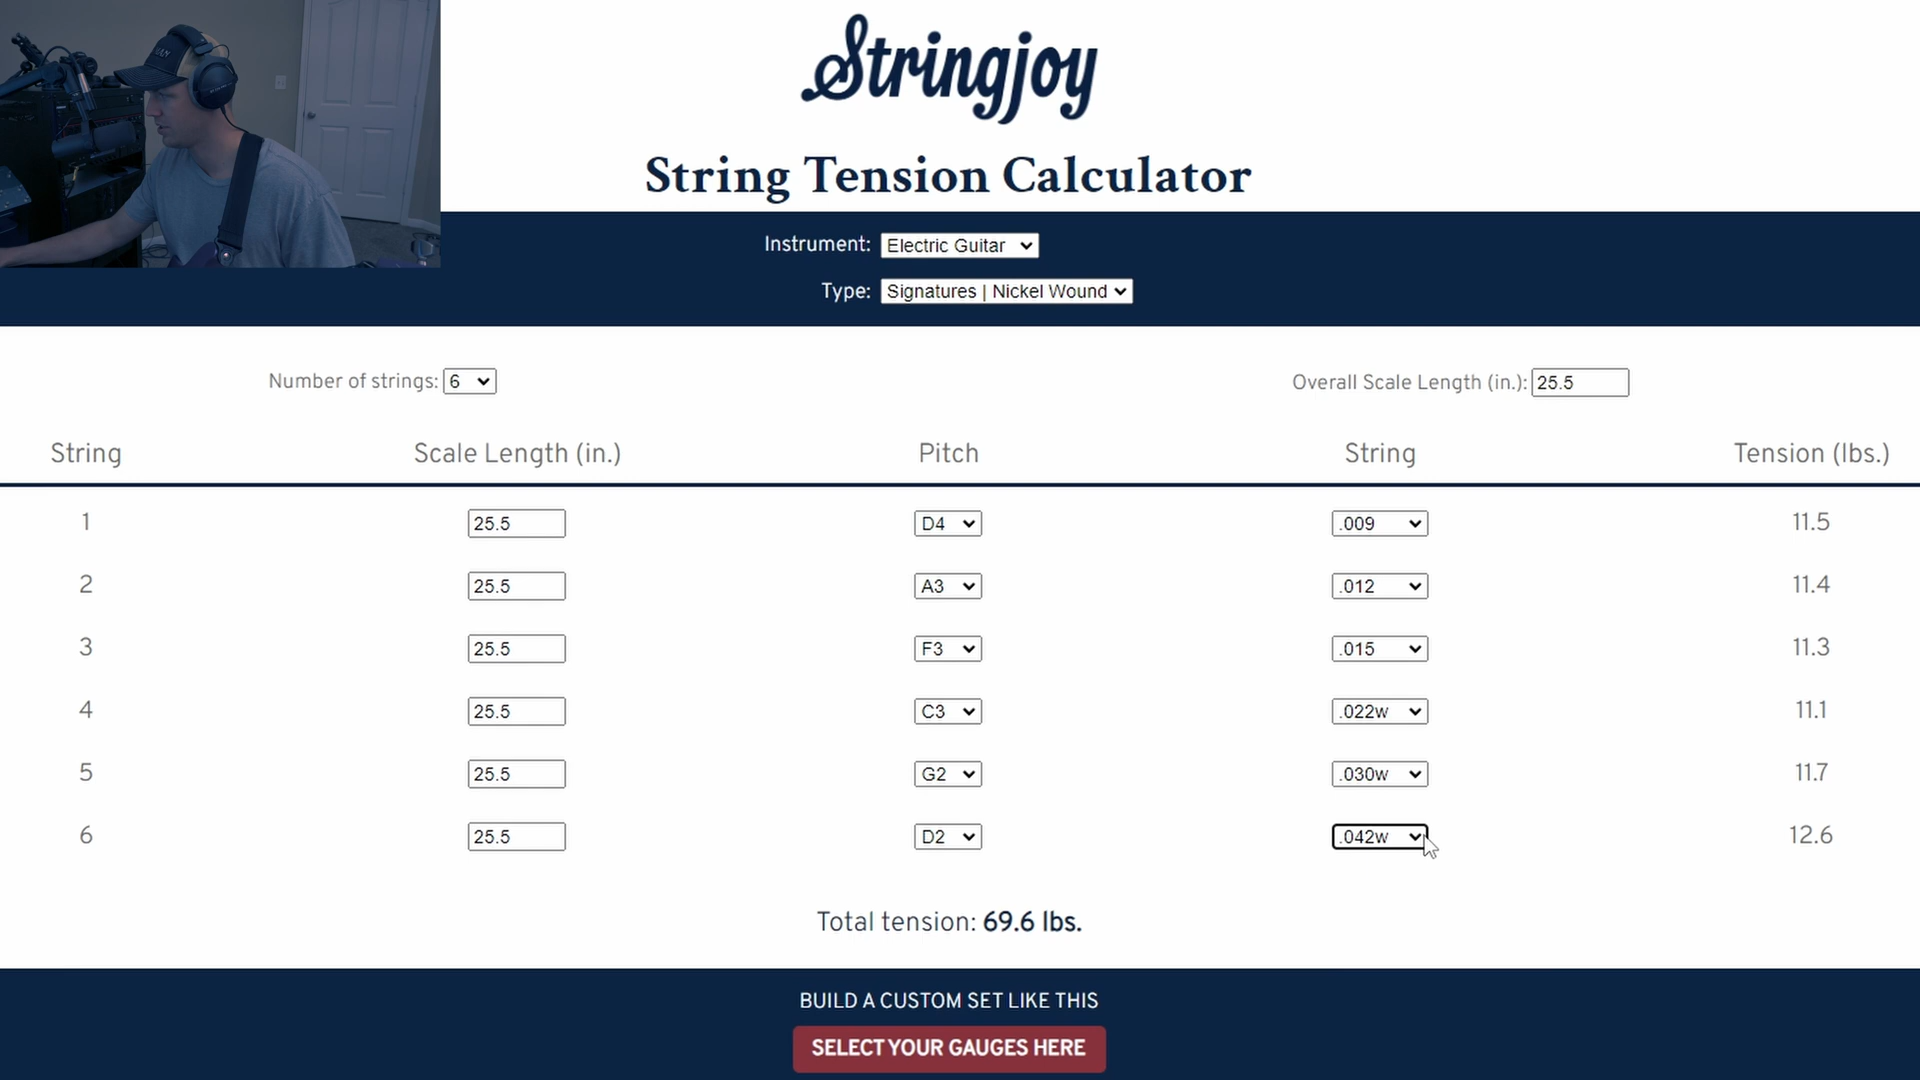 Stringjoy
String Tension Calculator
Instrument: Electric Guitar
Type: Signatures | Nickel Wound
Number of strings: 6
Overall Scale Length (in.): 25.5
String Scale Length (in.) Pitch String Tension (lbs.)
1 25.5 D4 .009 11.5
2 25.5 A3 .012 11.4
3 25.5 F3 .015 11.3
4 25.5 C3 .022w 11.1
5 25.5 G2 .030w 11.7
6 25.5 D2 .042w 12.6
Total tension: 69.6 lbs.
BUILD A CUSTOM SET LIKE THIS
SELECT YOUR GAUGES HERE